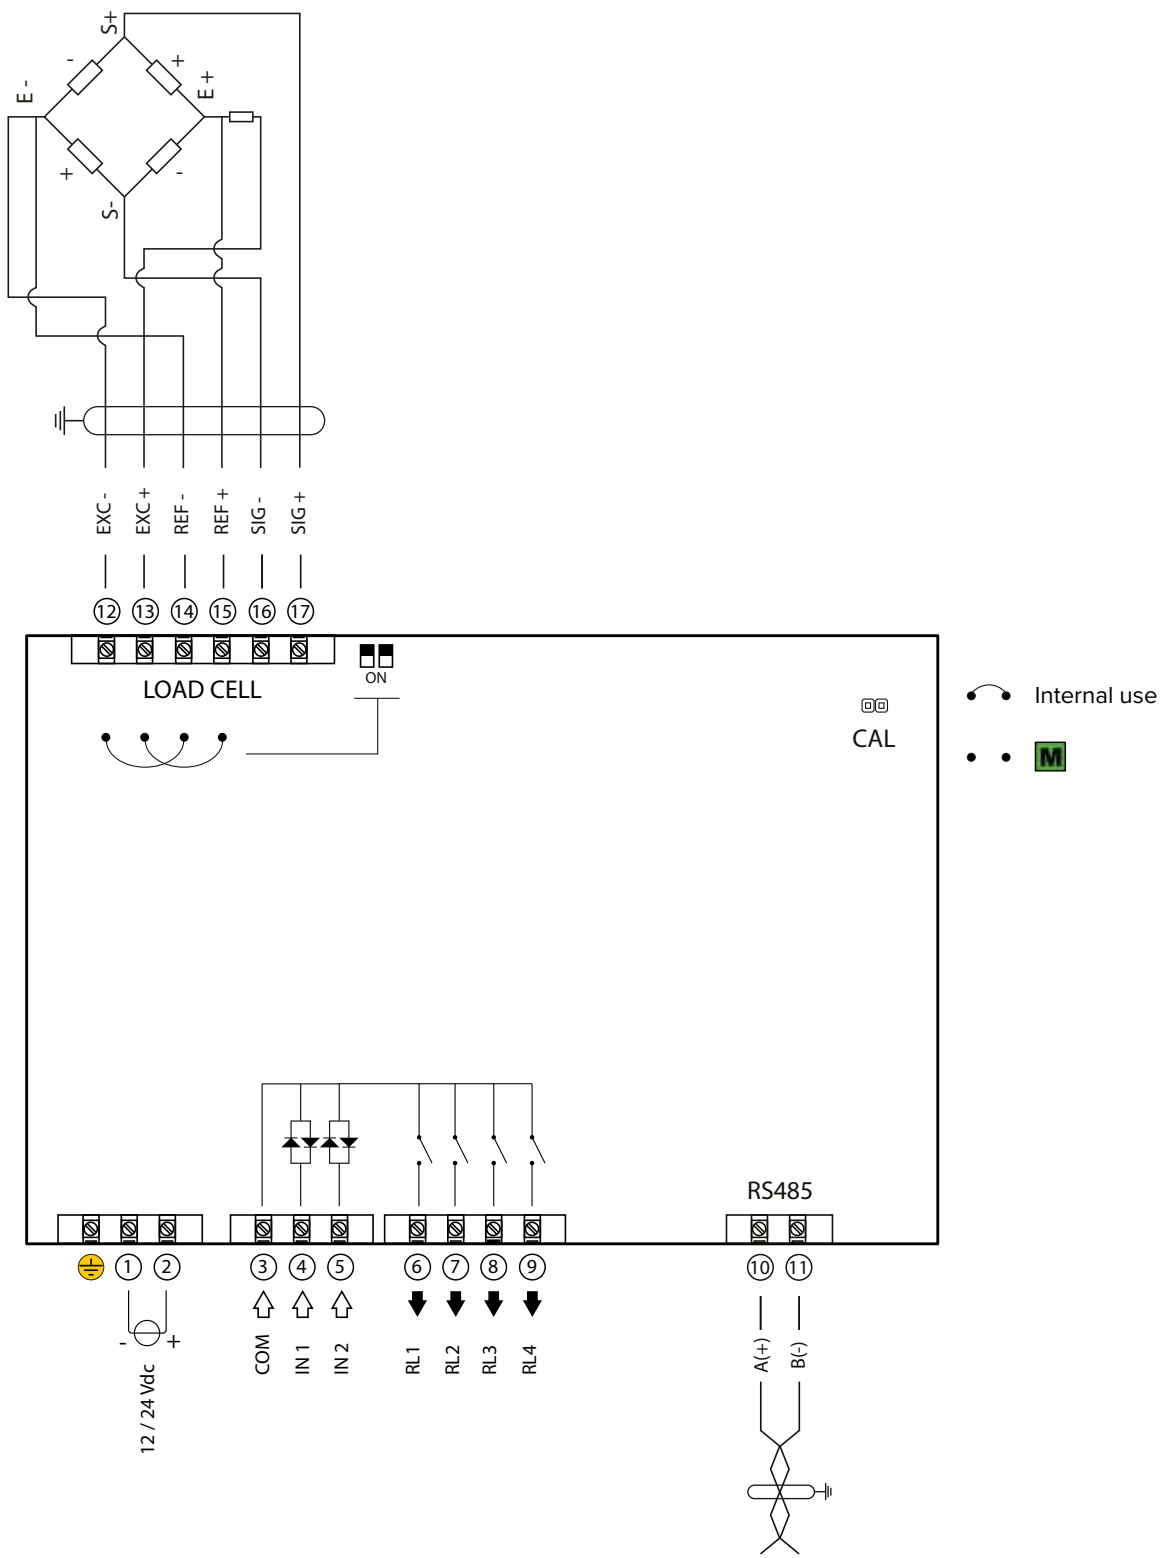 S+
- +
E - E +
+ -
S-
EXC - EXC + REF - REF + SIG - SIG +
12 13 14 15 16 17
ON
LOAD CELL
Internal use
CAL
M
RS485
1 2 3 4 5 6 7 8 9 10 11
- +
12 / 24 Vdc
COM IN 1 IN 2 RL1 RL2 RL3 RL4
A(+) B(-)